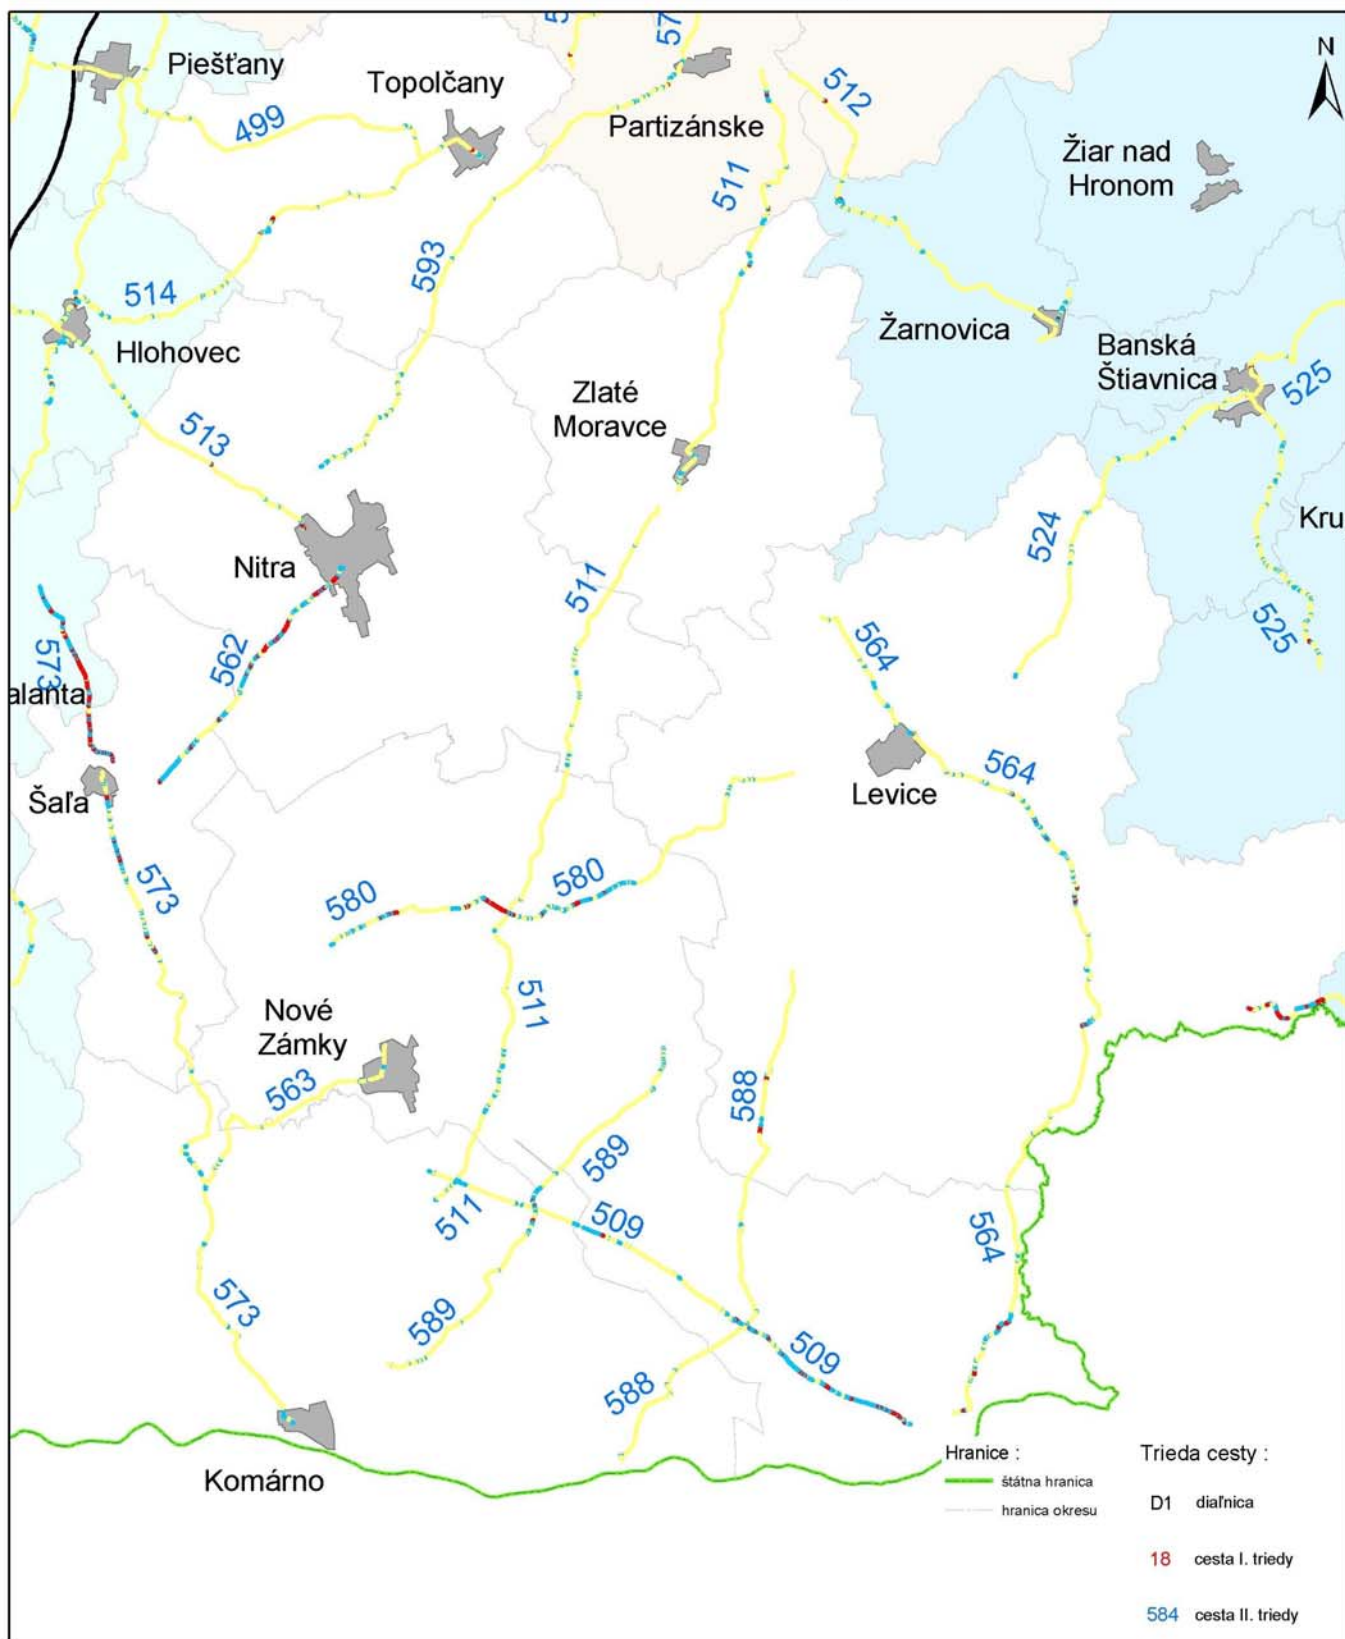 N
Piešťany
Topolčany
Partizánske
499
512
511
Žiar nad
Hronom
593
514
Žarnovica
Hlohovec
Banská
Štiavnica
525
Zlaté
Moravce
513
Nitra
524
Kru
511
562
573
564
525
alanta
Šaľa
Levice
564
573
580
580
511
Nové
Zámky
563
588
589
511
509
564
573
589
509
588
Komárno
Hranice :
štátna hranica
hranica okresu
Trieda cesty :
D1 diaľnica
18 cesta I. triedy
584 cesta II. triedy